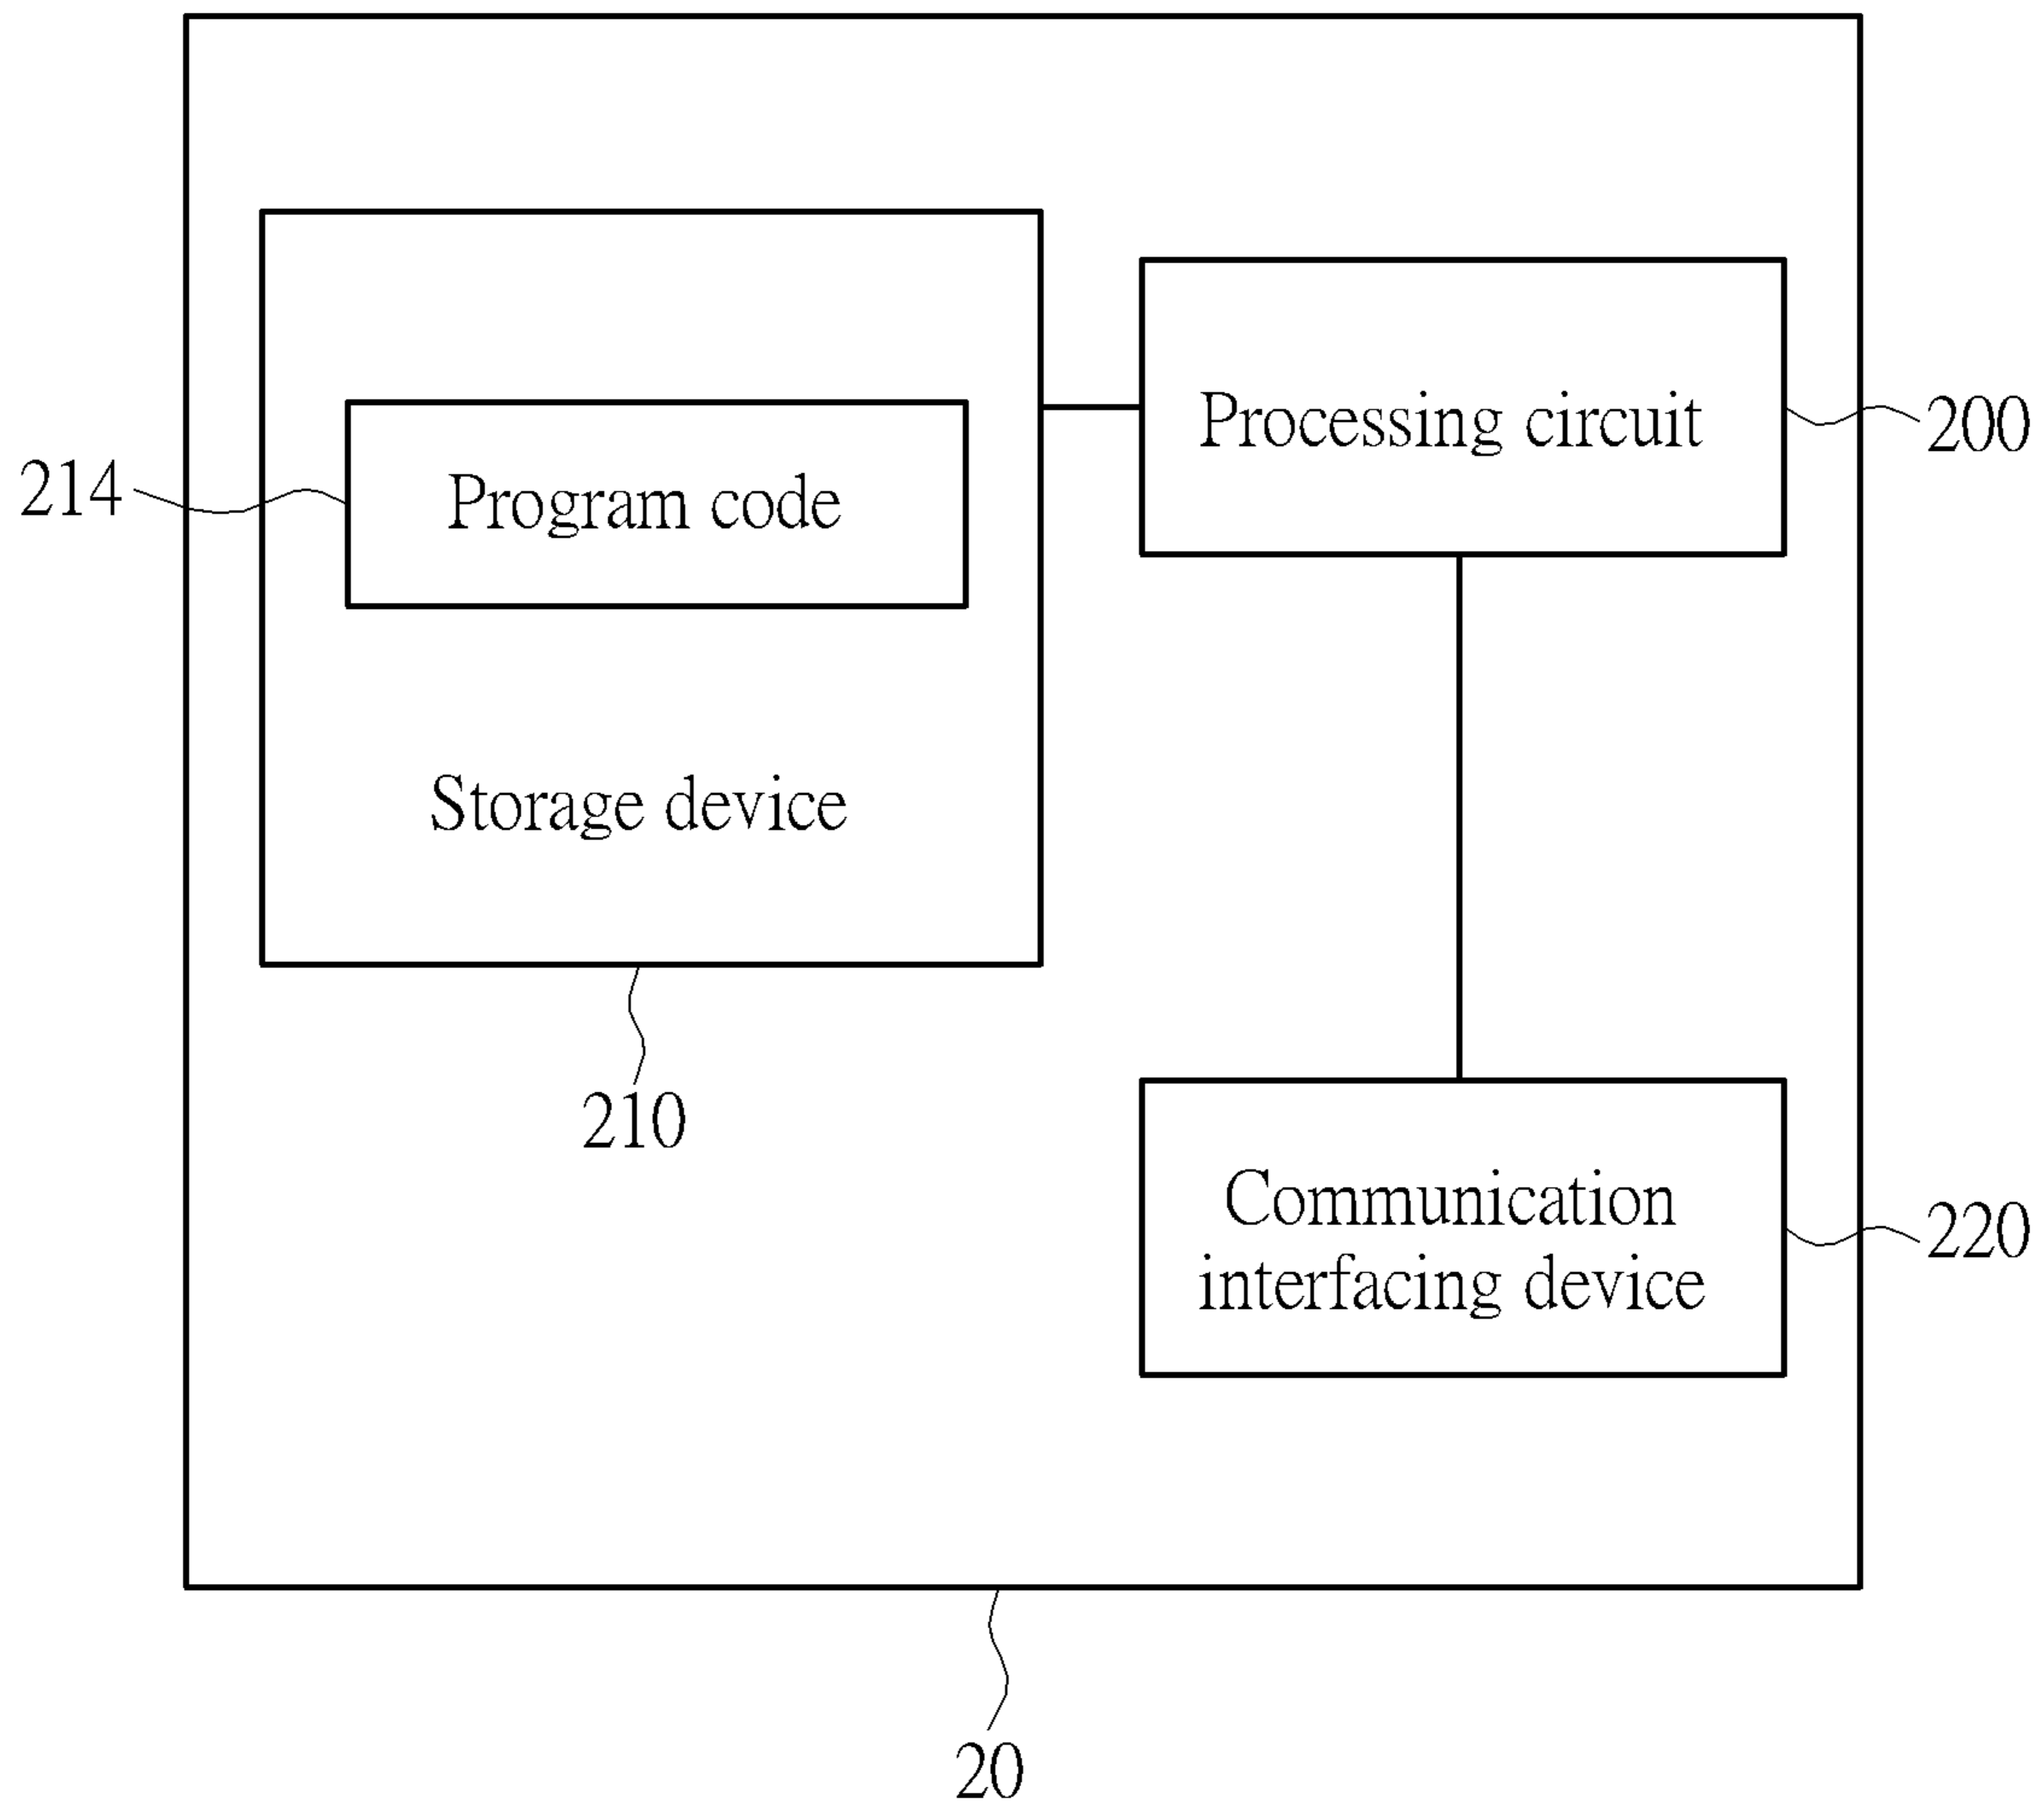 Processing circuit
200
214
Program code
Storage device
210
Communication
interfacing device
220
20